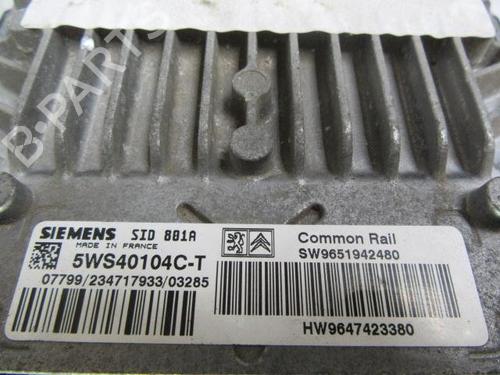 B-PARTS
SIEMENS SID 801A
MADE IN FRANCE
5WS40104C-T
07799/234717933/03285
Common Rail
SW9651942480
HW9647423380